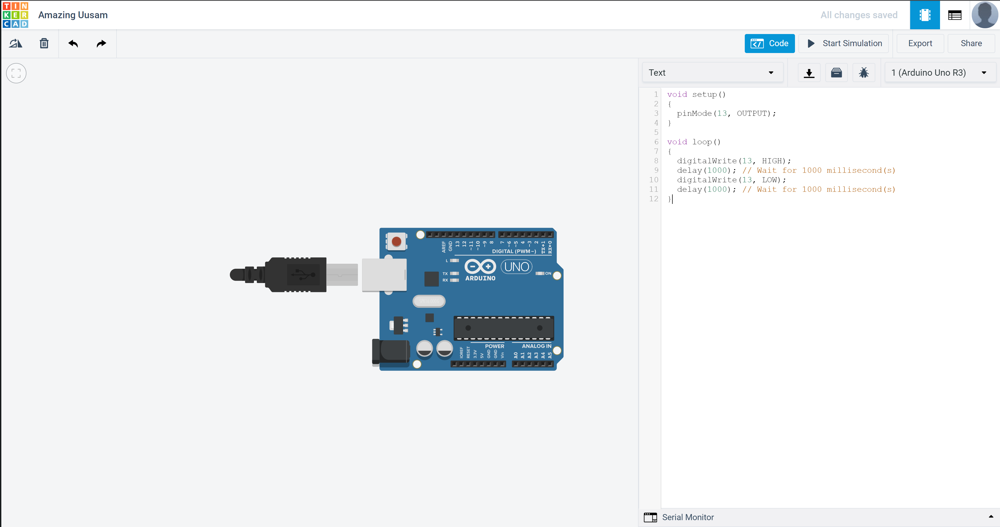 TIN
KER
CAD
Amazing Uusam
All changes saved
Code
Start Simulation
Export
Share
Text
1 (Arduino Uno R3)
1 void setup()
2 {
3 pinMode(13, OUTPUT);
4 }
5
6 void loop()
7 {
8 digitalWrite(13, HIGH);
9 delay(1000); // Wait for 1000 millisecond(s)
10 digitalWrite(13, LOW);
11 delay(1000); // Wait for 1000 millisecond(s)
12 }
AREF GND 13 12 ~11 ~10 ~9 8 7 ~6 ~5 4 ~3 2 TX→1 RX←0
DIGITAL (PWM~)
L
TX
RX
ARDUINO
UNO
ON
SPK16.000G
POWER
ANALOG IN
IOREF RESET 3.3V 5V GND GND Vin A0 A1 A2 A3 A4 A5
Serial Monitor